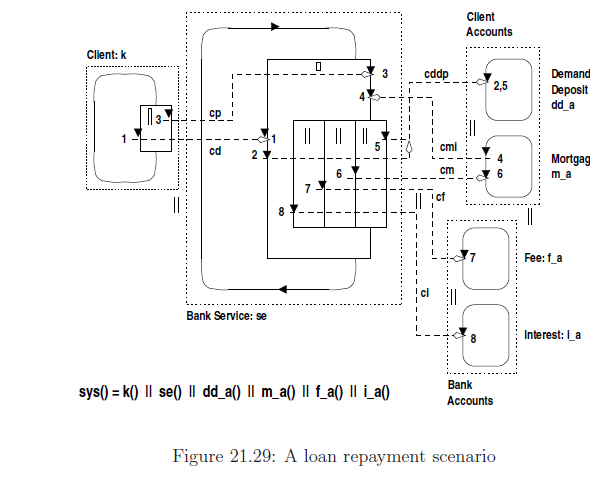 Client
Accounts
Client: k
3
cddp
Demand
Deposit
dd_a
2,5
4
cp
3
1
cd
1
2
5
cmi
4
Mortgag
m_a
6
cm
6
7
cf
8
7
Fee: f_a
ci
8
Interest: i_a
Bank Service: se
Bank
Accounts
sys() = k() || se() || dd_a() || m_a() || f_a() || i_a()
Figure 21.29: A loan repayment scenario